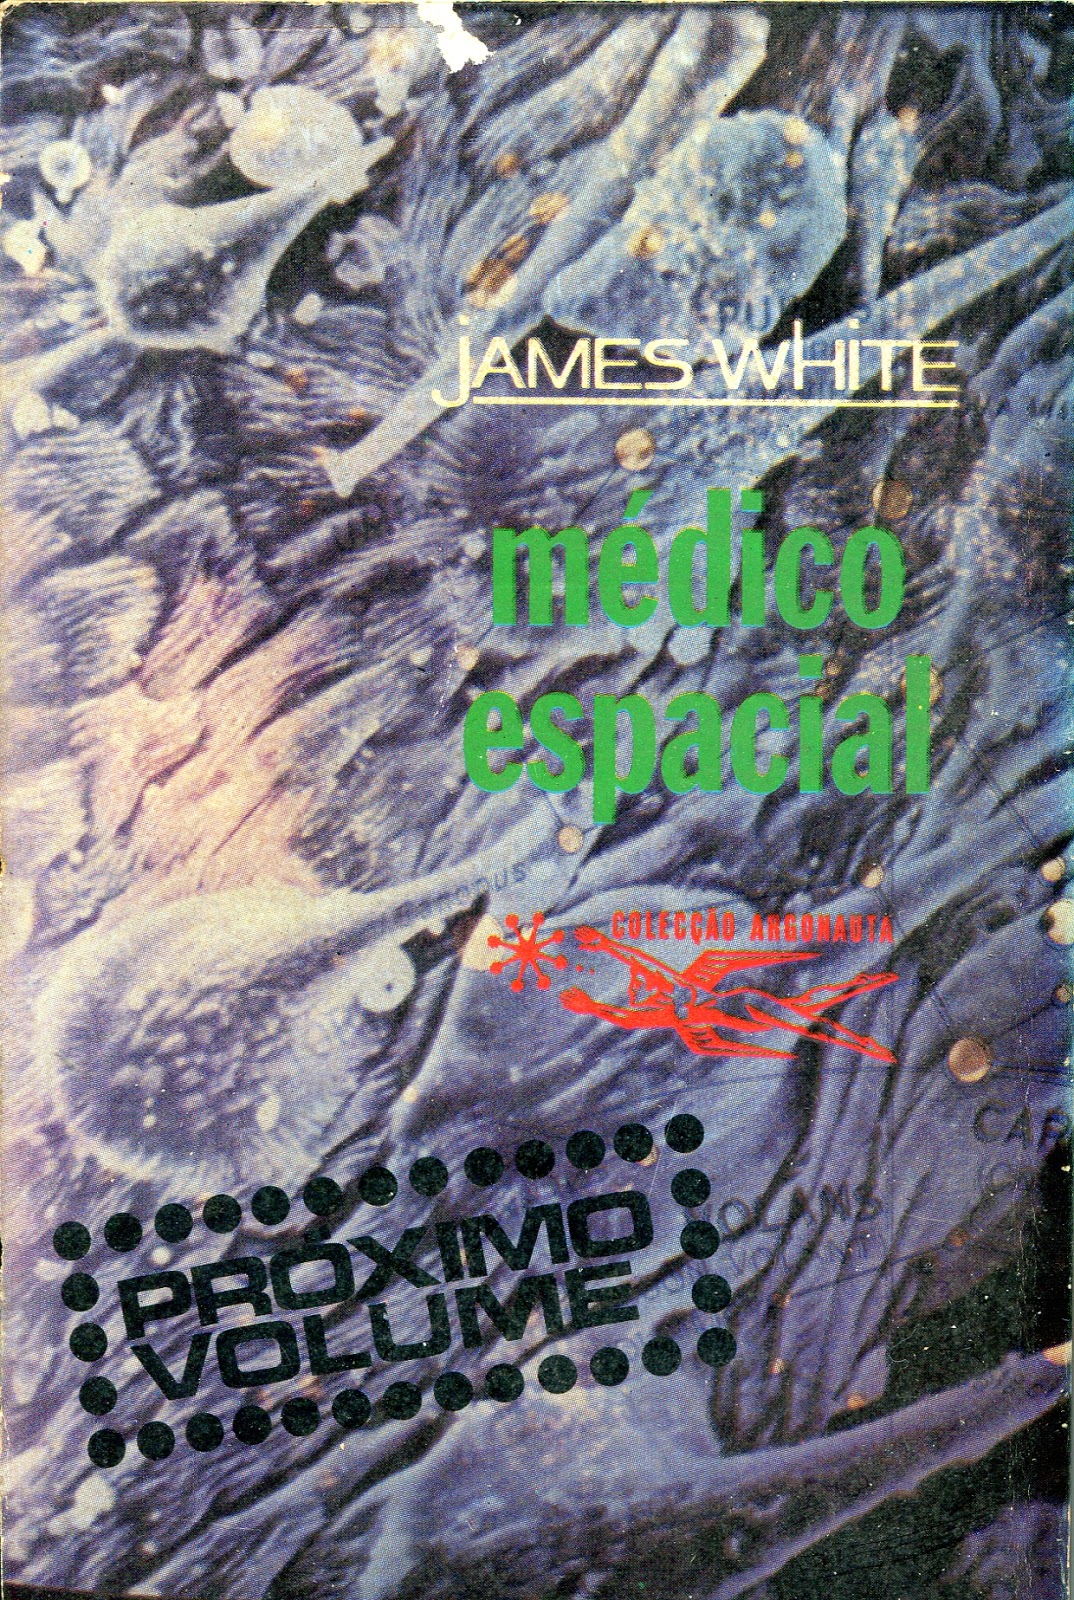 jAMES WhiTE
médico
espacial
COLECÇÃO ARGONAUTA
PRÓXIMO
VOLUME